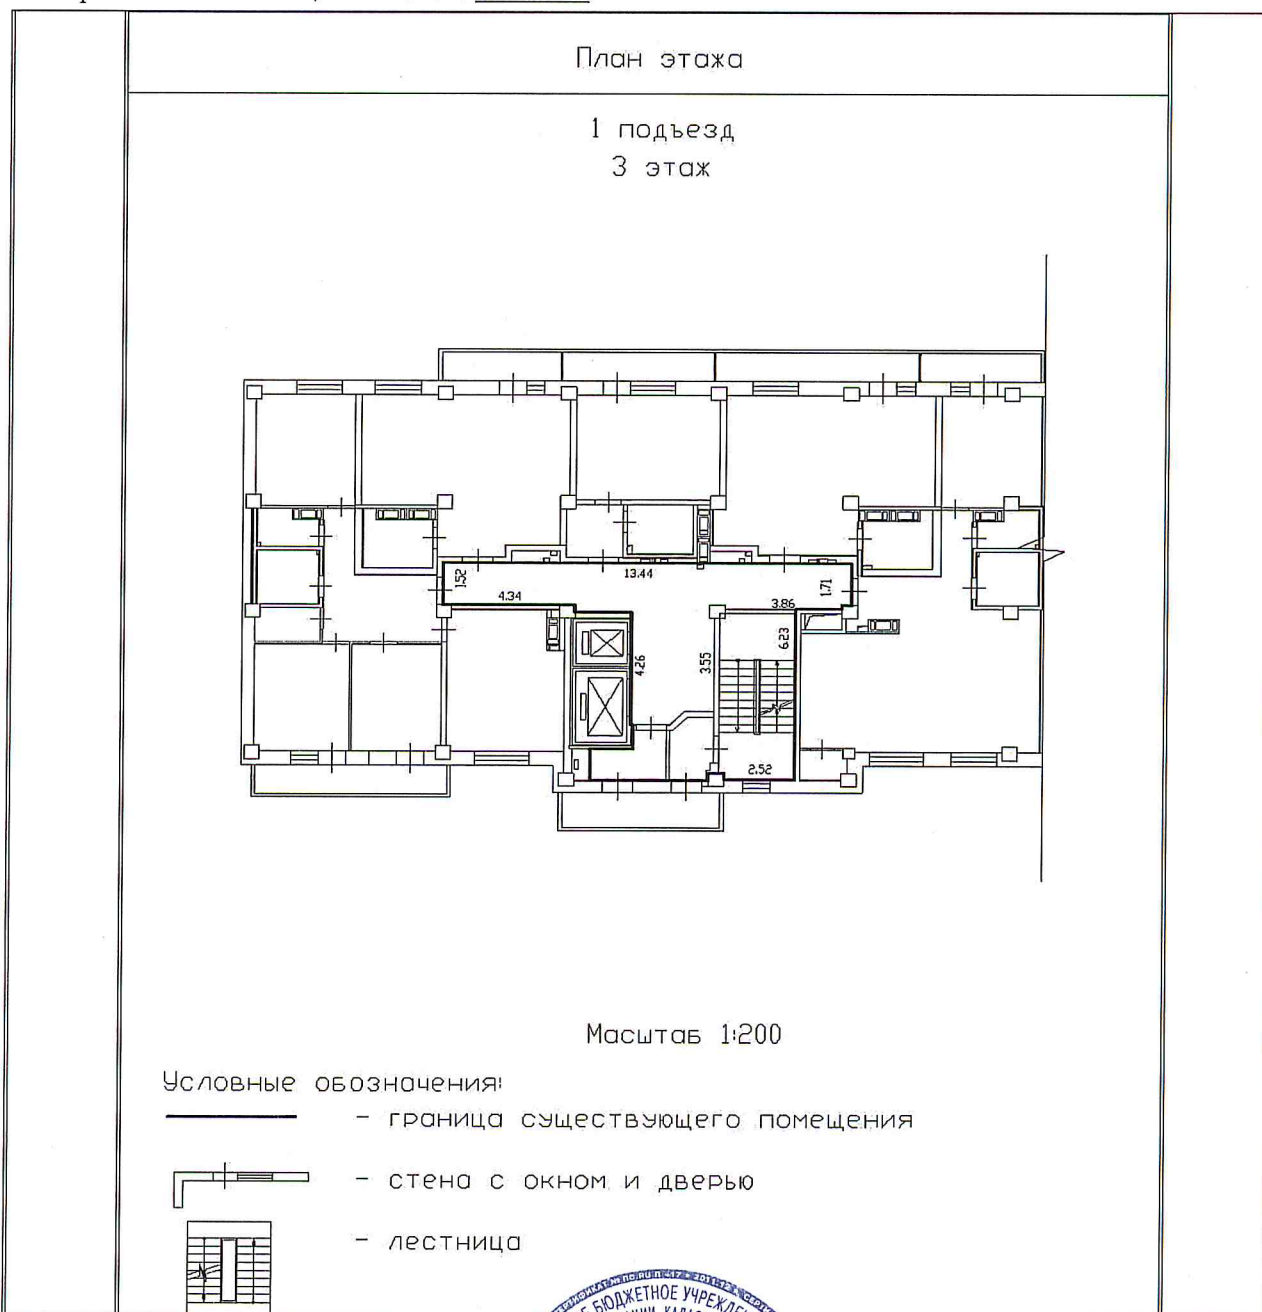 План этажа
1 подъезд
3 этаж
1.52
13.44
1.71
4.34
3.86
6.23
4.26
3.55
2.52
Масштаб 1:200
Условные обозначения:
- граница существующего помещения
- стена с окном и дверью
- лестница
БЮДЖЕТНОЕ УЧРЕЖДЕН